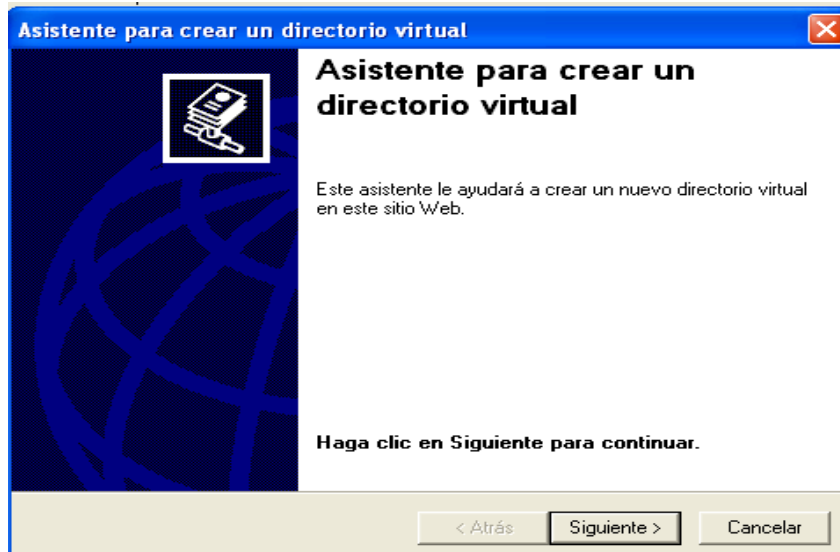 Asistente para crear un directorio virtual
Asistente para crear un
directorio virtual
Este asistente le ayudará a crear un nuevo directorio virtual
en este sitio Web.
Haga clic en Siguiente para continuar.
< Atrás
Siguiente >
Cancelar